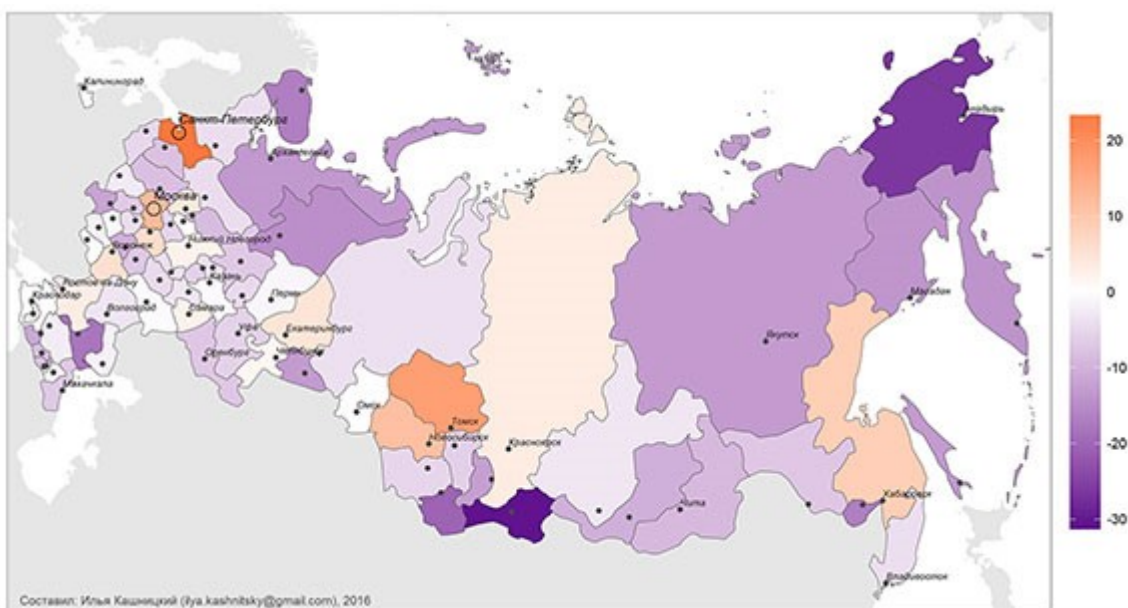 Калининград
Санкт-Петербург
Архангельск
Москва
Нижний Новгород
Воронеж
Казань
Ростов-на-Дону
Краснодар
Волгоград
Самара
Пермь
Екатеринбург
Уфа
Челябинск
Оренбург
Махачкала
Омск
Томск
Новосибирск
Красноярск
Якутск
Магадан
Чита
Хабаровск
Владивосток
20
10
0
-10
-20
-30
Составил: Илья Кашницкий (ilya.kashnitsky@gmail.com), 2016